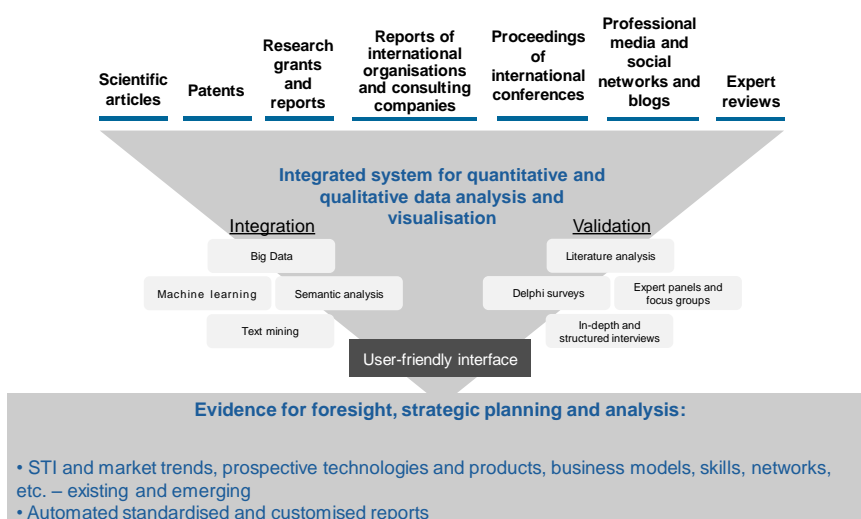 Scientific
articles
Patents
Research
grants
and
reports
Reports of
international
organisations
and consulting
companies
Proceedings
of
international
conferences
Professional
media and
social
networks and
blogs
Expert
reviews
Integrated system for quantitative and
qualitative data analysis and
visualisation
Integration
Big Data
Machine learning
Semantic analysis
Text mining
Validation
Literature analysis
Delphi surveys
Expert panels and
focus groups
In-depth and
structured interviews
User-friendly interface
Evidence for foresight, strategic planning and analysis:
• STI and market trends, prospective technologies and products, business models, skills, networks,
etc. – existing and emerging
• Automated standardised and customised reports